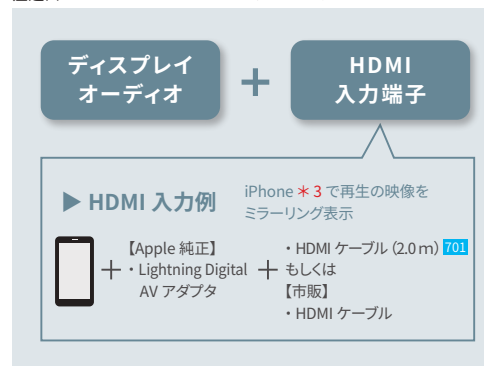 ディスプレイ
オーディオ
+
HDMI
入力端子
▶ HDMI 入力例
iPhone＊3で再生の映像を
ミラーリング表示
+
【Apple 純正】
・Lightning Digital
AV アダプタ
+
・HDMI ケーブル（2.0ｍ）701
もしくは
【市販】
・HDMI ケーブル